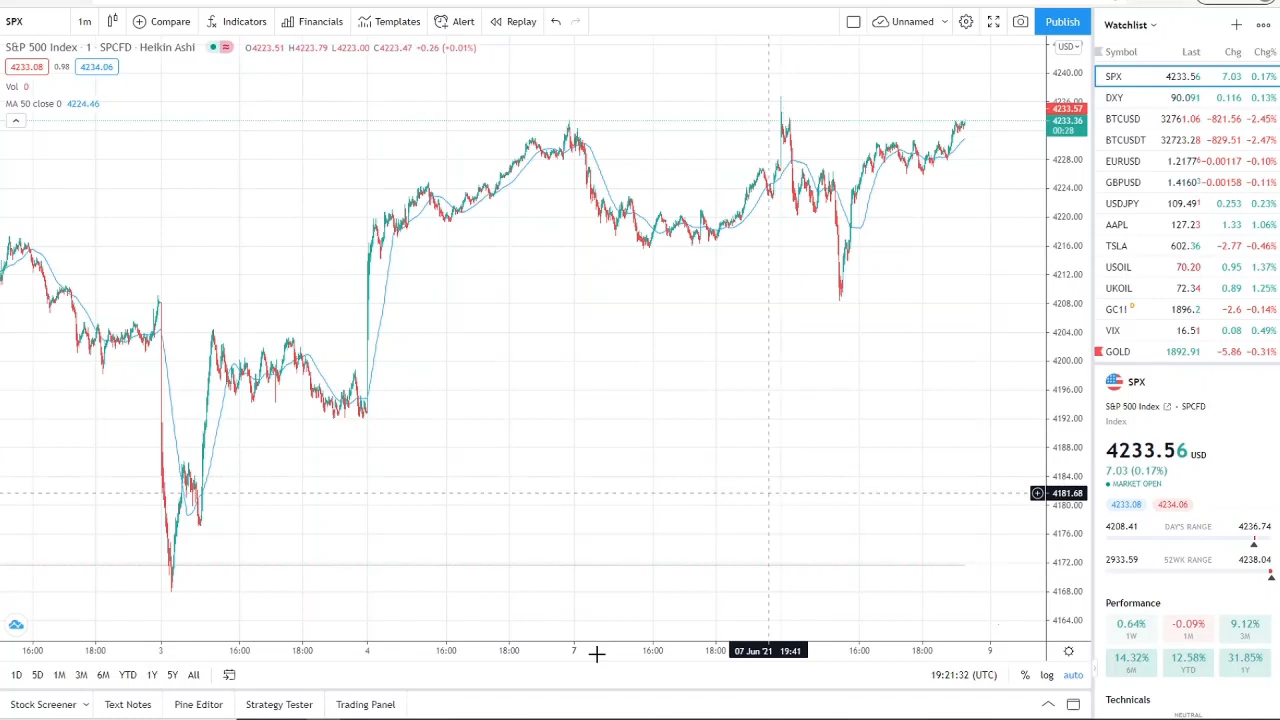 SPX 1m Compare Indicators Financials Templates Alert Replay Unnamed Publish
S&P 500 Index · 1 · SPCFD · Heikin Ashi O4223.51 H4223.79 L4223.00 C4223.47 +0.26 (+0.01%)
4233.08 0.98 4234.06
Vol 0
MA 50 close 0 4224.46
USD
4240.00
4236.00
4233.57
4233.36
00:28
4228.00
4224.00
4220.00
4216.00
4212.00
4208.00
4204.00
4200.00
4196.00
4192.00
4188.00
4184.00
4181.68
4180.00
4176.00
4172.00
4168.00
4164.00
16:00 18:00 3 16:00 18:00 4 16:00 18:00 7 16:00 18:00 07 Jun '21 19:41 16:00 18:00 9
1D 5D 1M 3M 6M YTD 1Y 5Y All 19:21:32 (UTC) % log auto
Stock Screener Text Notes Pine Editor Strategy Tester Trading Pa
Watchlist
Symbol Last Chg Chg%
SPX 4233.56 7.03 0.17%
DXY 90.091 0.116 0.13%
BTCUSD 32761.06 −821.56 −2.45%
BTCUSDT 32723.28 −829.51 −2.47%
EURUSD 1.21776 −0.00117 −0.10%
GBPUSD 1.41603 −0.00158 −0.11%
USDJPY 109.491 0.253 0.23%
AAPL 127.23 1.33 1.06%
TSLA 602.36 −2.77 −0.46%
USOIL 70.20 0.95 1.37%
UKOIL 72.34 0.89 1.25%
GC1! D 1896.2 −2.6 −0.14%
VIX 16.51 0.08 0.49%
GOLD 1892.91 −5.86 −0.31%
SPX
S&P 500 Index · SPCFD
Index
4233.56 USD
7.03 (0.17%)
MARKET OPEN
4233.08 4234.06
4208.41 DAY'S RANGE 4236.74
2933.59 52WK RANGE 4238.04
Performance
0.64% -0.09% 9.12%
1W 1M 3M
14.32% 12.58% 31.85%
6M YTD 1Y
Technicals
NEUTRAL